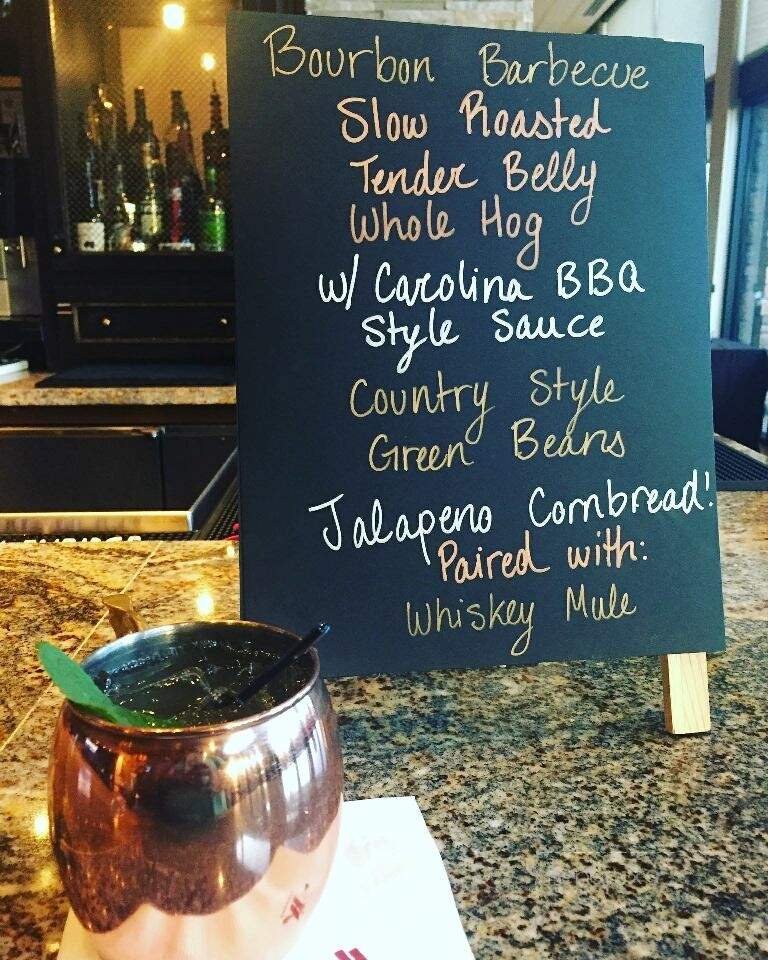 Bourbon Barbecue
Slow Roasted
Tender Belly
Whole Hog
w/ Carolina BBQ
Style Sauce
Country Style
Green Beans
Jalapeno Cornbread!
Paired with:
Whiskey Mule